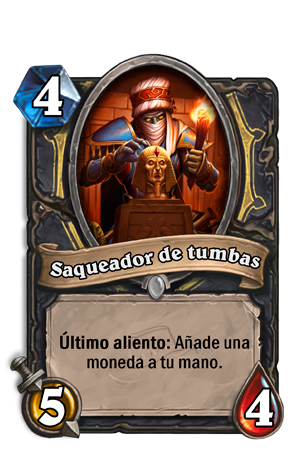 4
Saqueador de tumbas
Último aliento: Añade una
moneda a tu mano.
5
4